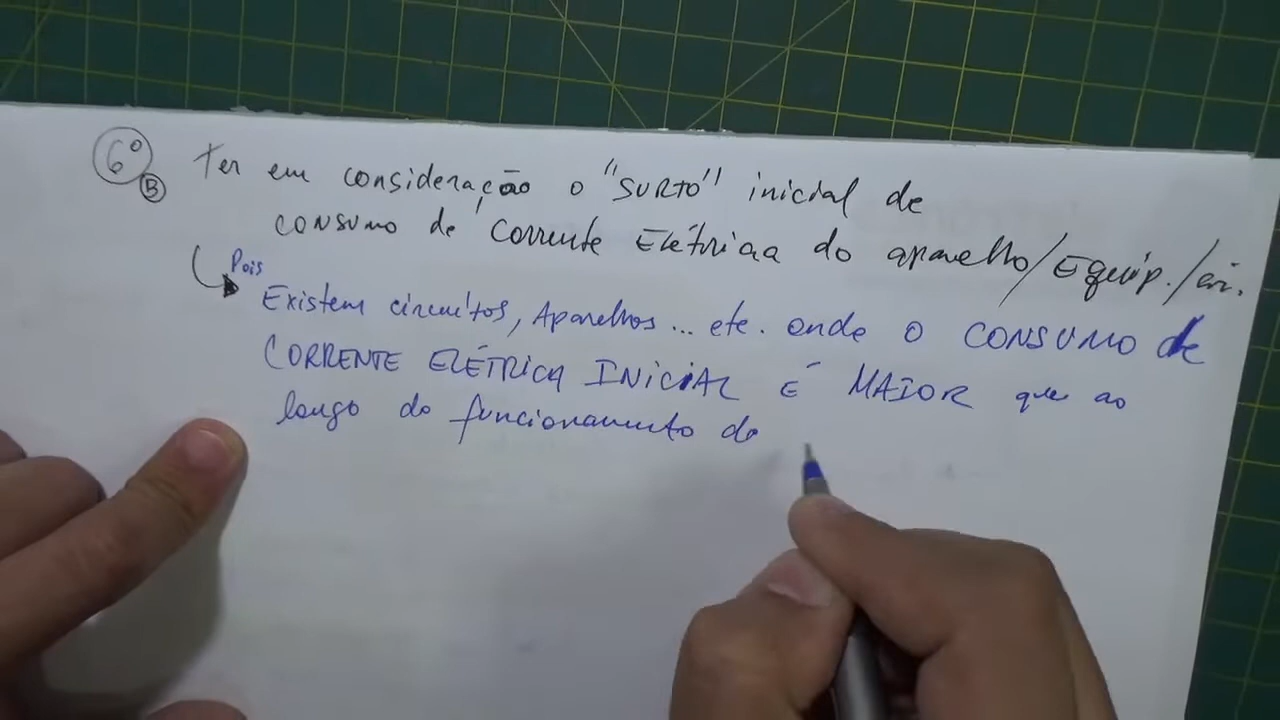 6º B Ter em consideração o "SURTO" inicial de
consumo de corrente Elétrica do aparelho/Equip./cir.
Pois
Existem circuitos, Aparelhos... etc. onde o CONSUMO de
CORRENTE ELÉTRICA INICIAL É MAIOR que ao
longo do funcionamento do